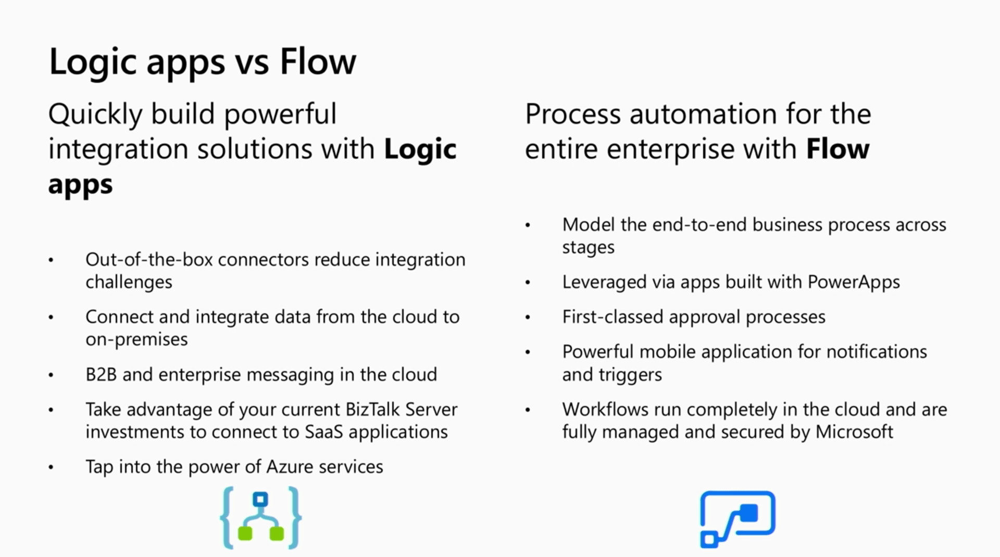 Logic apps vs Flow
Quickly build powerful
integration solutions with Logic
apps
• Out-of-the-box connectors reduce integration
challenges
• Connect and integrate data from the cloud to
on-premises
• B2B and enterprise messaging in the cloud
• Take advantage of your current BizTalk Server
investments to connect to SaaS applications
• Tap into the power of Azure services
Process automation for the
entire enterprise with Flow
• Model the end-to-end business process across
stages
• Leveraged via apps built with PowerApps
• First-classed approval processes
• Powerful mobile application for notifications
and triggers
• Workflows run completely in the cloud and are
fully managed and secured by Microsoft